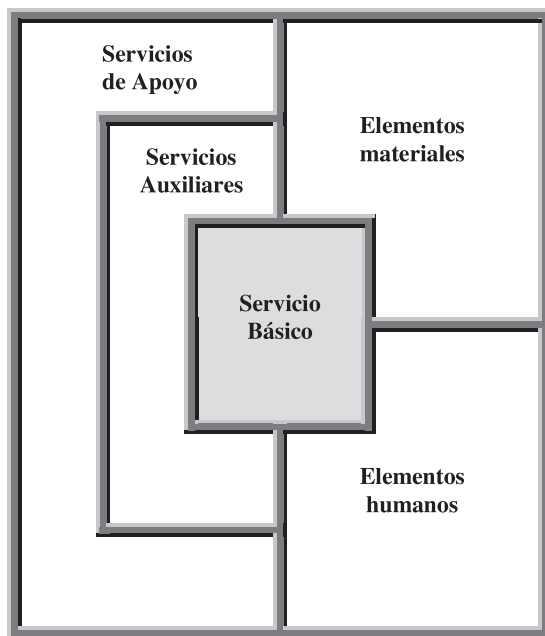 Servicios
de Apoyo
Servicios
Auxiliares
Elementos
materiales
Servicio
Básico
Elementos
humanos